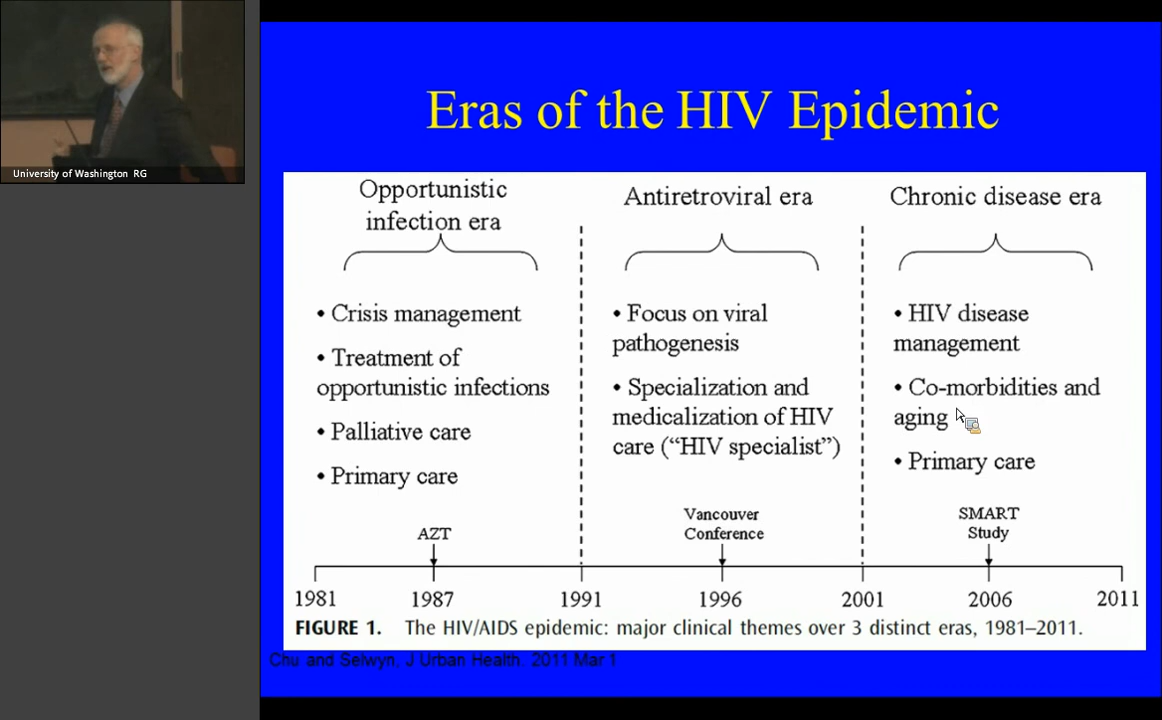 University of Washington RG
Eras of the HIV Epidemic
Opportunistic
infection era
• Crisis management
• Treatment of
opportunistic infections
• Palliative care
• Primary care
Antiretroviral era
• Focus on viral
pathogenesis
• Specialization and
medicalization of HIV
care (“HIV specialist”)
Chronic disease era
• HIV disease
management
• Co-morbidities and
aging
• Primary care
AZT
Vancouver
Conference
SMART
Study
1981 1987 1991 1996 2001 2006 2011
FIGURE 1. The HIV/AIDS epidemic: major clinical themes over 3 distinct eras, 1981–2011.
Chu and Selwyn, J Urban Health. 2011 Mar 1